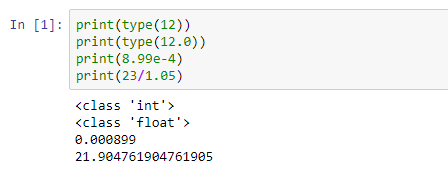 In [1]: print(type(12))
print(type(12.0))
print(8.99e-4)
print(23/1.05)
<class 'int'>
<class 'float'>
0.000899
21.904761904761905